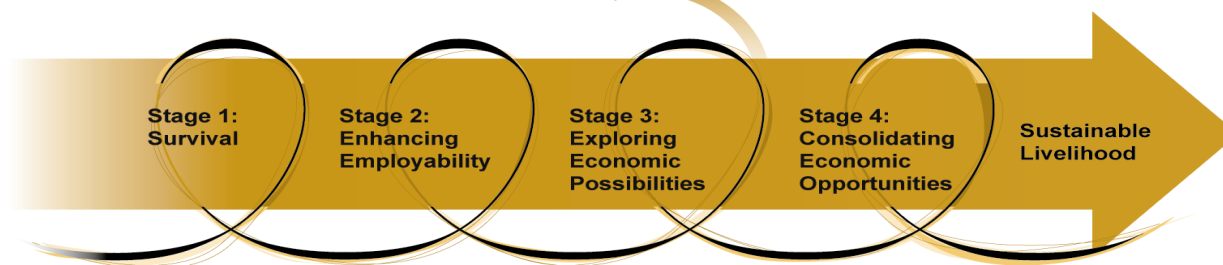 Stage 1:
Survival
Stage 2:
Enhancing
Employability
Stage 3:
Exploring
Economic
Possibilities
Stage 4:
Consolidating
Economic
Opportunities
Sustainable
Livelihood